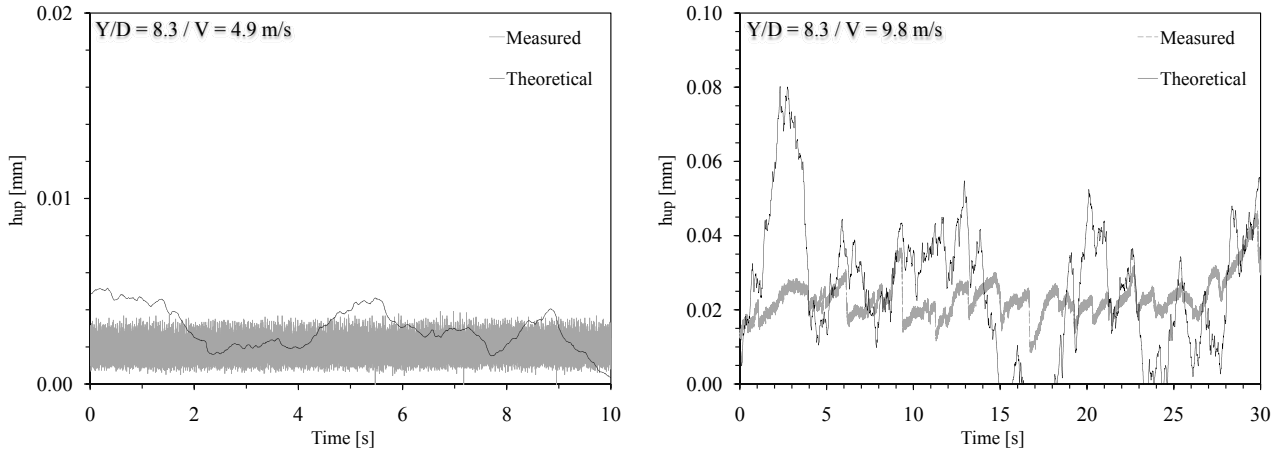 Y/D = 8.3 / V = 4.9 m/s
Measured
Theoretical
0.02
0.01
0.00
hup [mm]
0 2 4 6 8 10
Time [s]
Y/D = 8.3 / V = 9.8 m/s
Measured
Theoretical
0.10
0.08
0.06
0.04
0.02
0.00
hup [mm]
0 5 10 15 20 25 30
Time [s]